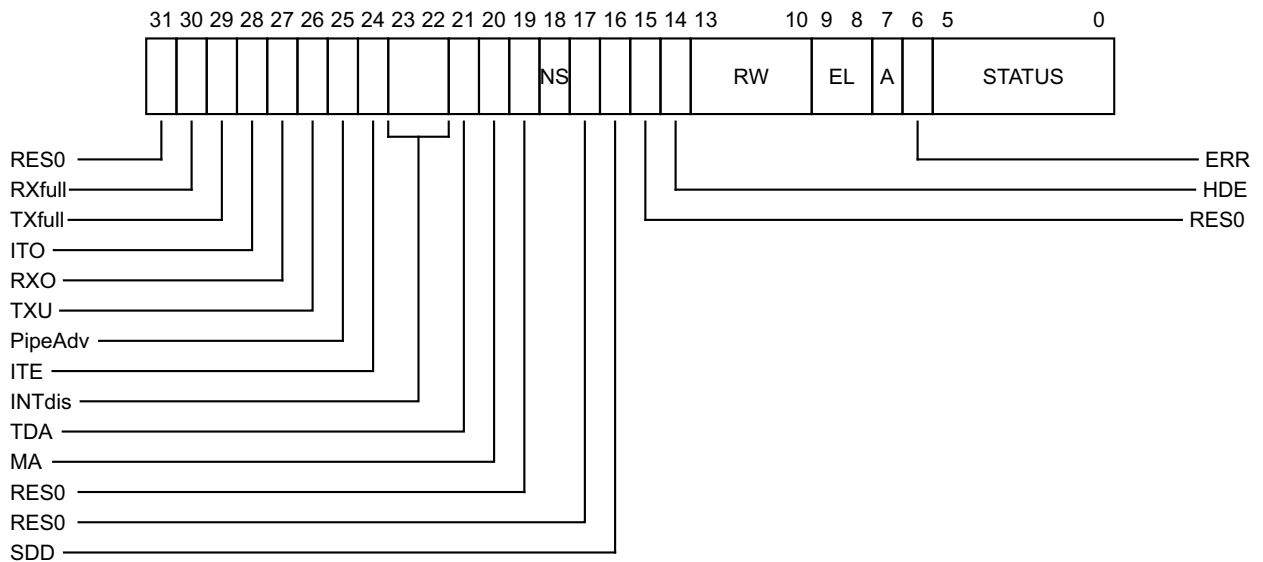 31 30 29 28 27 26 25 24 23 22 21 20 19 18 17 16 15 14 13 10 9 8 7 6 5 0
NS RW EL A STATUS
RES0 ERR
RXfull HDE
TXfull RES0
ITO
RXO
TXU
PipeAdv
ITE
INTdis
TDA
MA
RES0
RES0
SDD